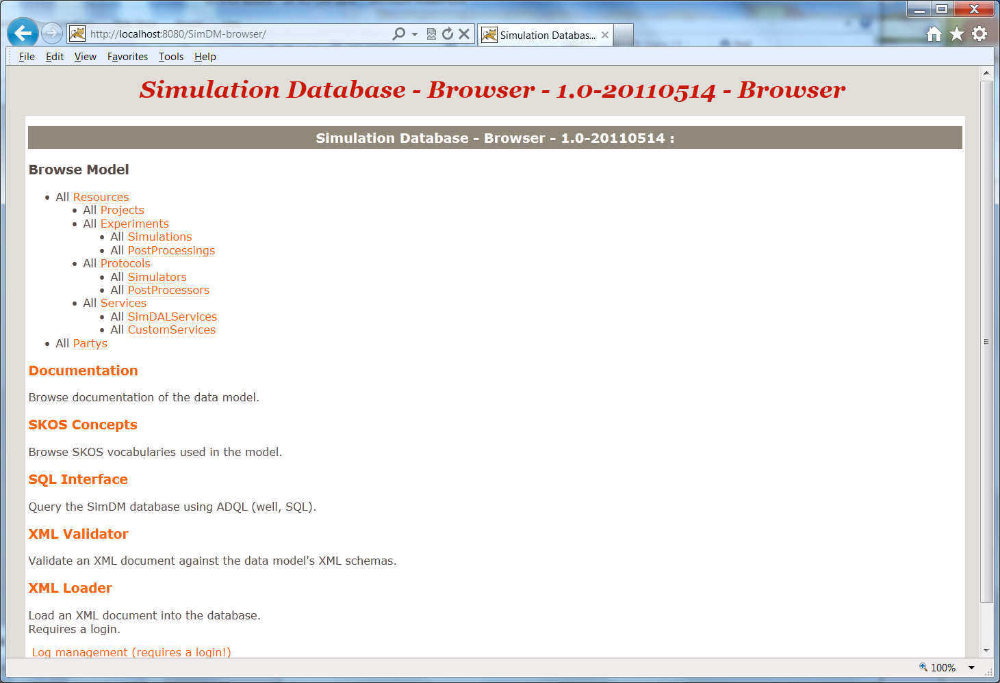 http://localhost:8080/SimDM-browser/
Simulation Databas...
File Edit View Favorites Tools Help
Simulation Database - Browser - 1.0-20110514 - Browser
Simulation Database - Browser - 1.0-20110514 :
Browse Model
All Resources
All Projects
All Experiments
All Simulations
All PostProcessings
All Protocols
All Simulators
All PostProcessors
All Services
All SimDALServices
All CustomServices
All Partys
Documentation
Browse documentation of the data model.
SKOS Concepts
Browse SKOS vocabularies used in the model.
SQL Interface
Query the SimDM database using ADQL (well, SQL).
XML Validator
Validate an XML document against the data model's XML schemas.
XML Loader
Load an XML document into the database.
Requires a login.
Log management (requires a login!)
100%